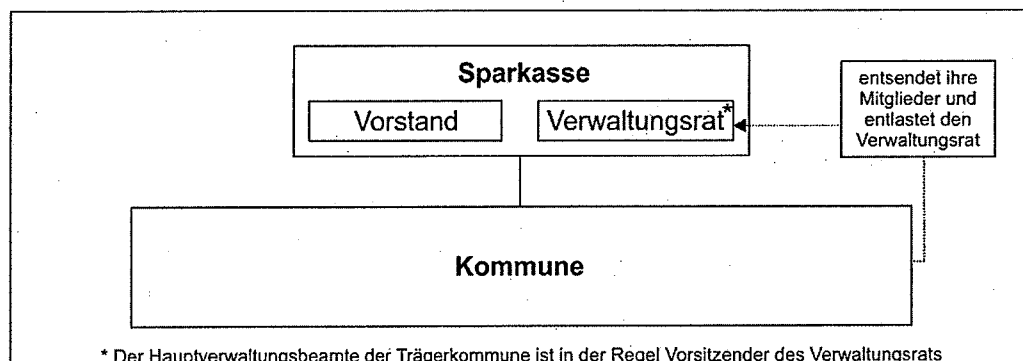 Sparkasse
Vorstand
Verwaltungsrat*
entsendet ihre
Mitglieder und
entlastet den
Verwaltungsrat
Kommune
* Der Hauptverwaltungsbeamte der Trägerkommune ist in der Regel Vorsitzender des Verwaltungsrats